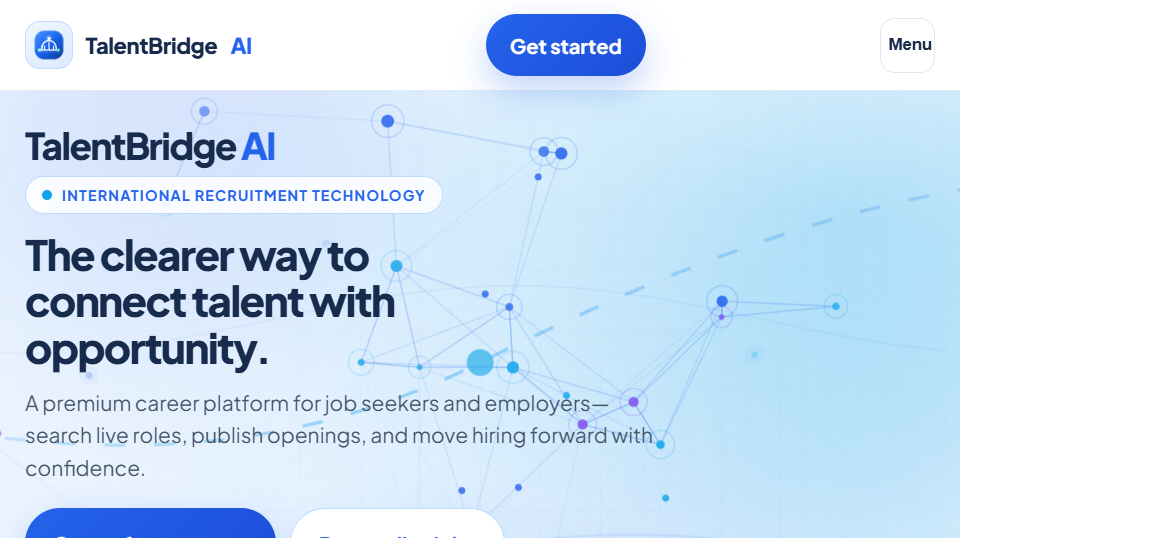 TalentBridge AI
Get started
Menu
TalentBridge AI
INTERNATIONAL RECRUITMENT TECHNOLOGY
The clearer way to
connect talent with
opportunity.
A premium career platform for job seekers and employers—
search live roles, publish openings, and move hiring forward with
confidence.